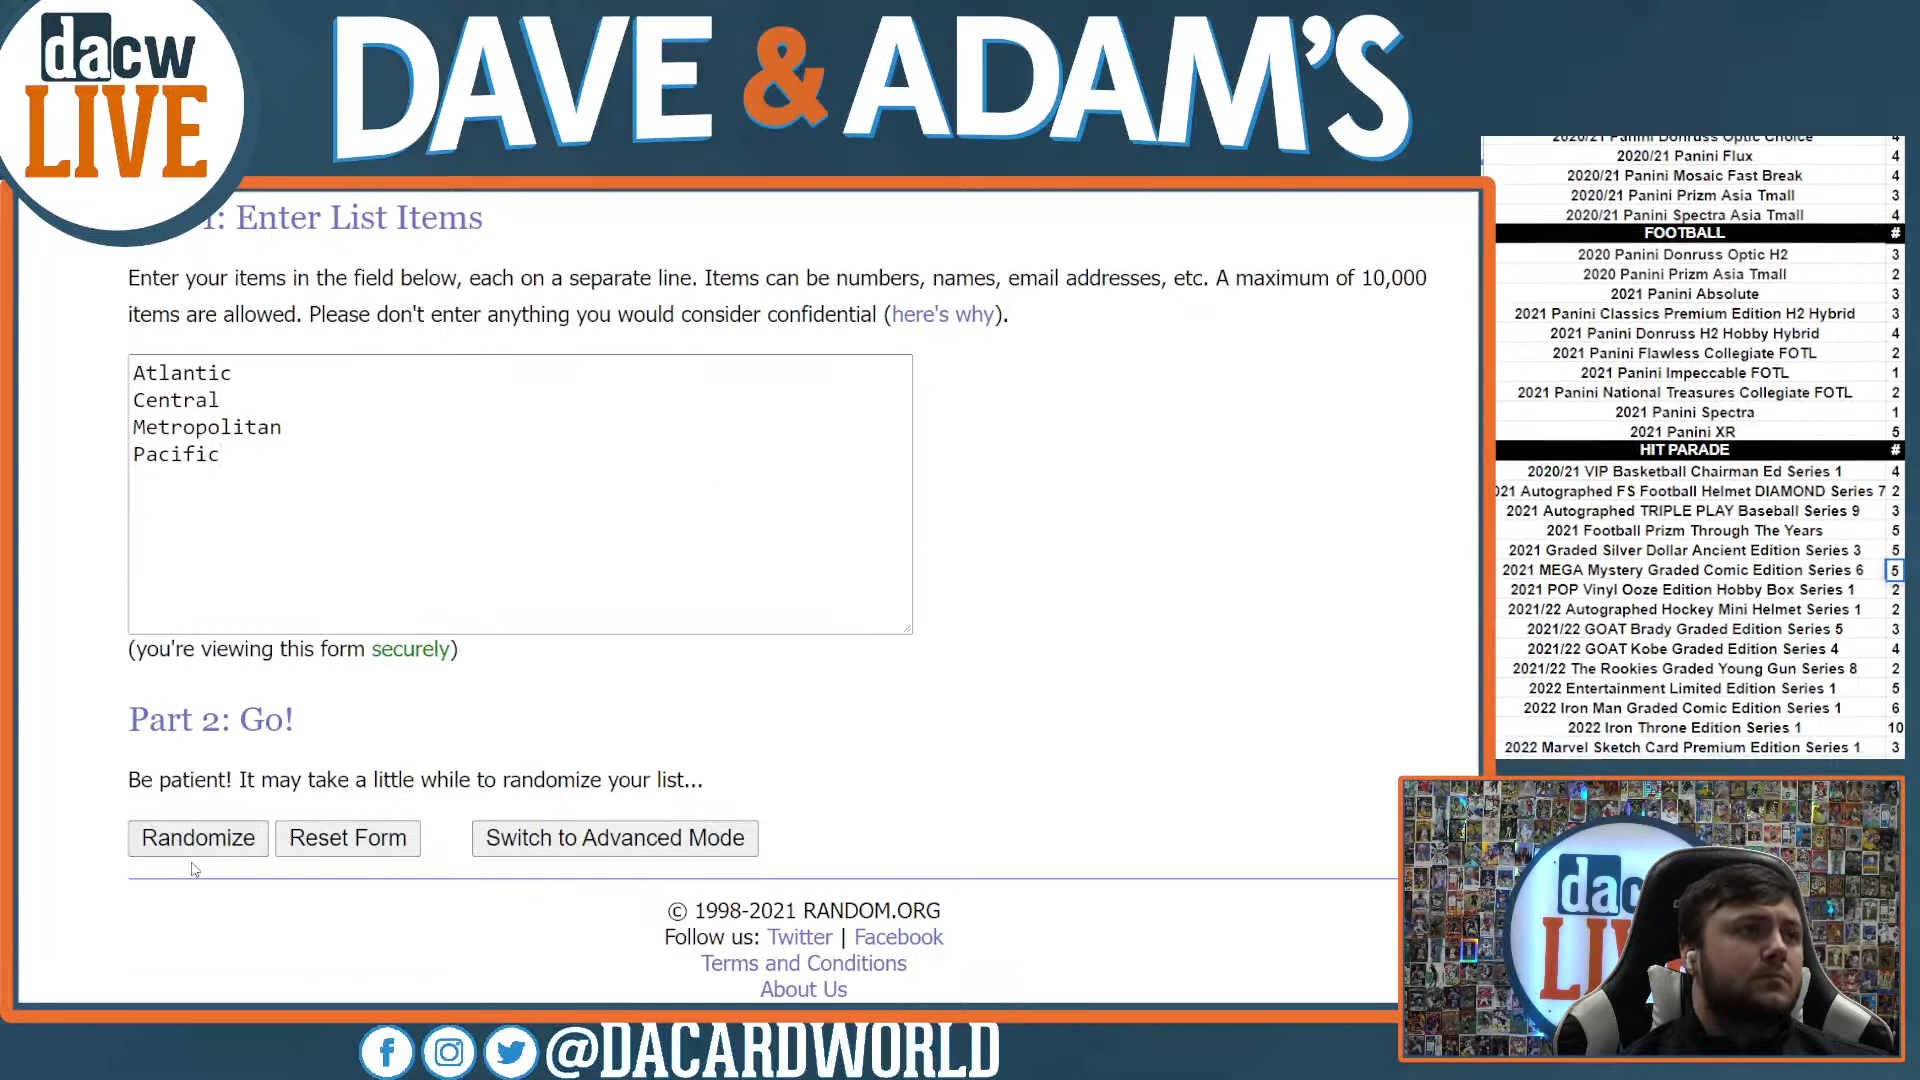 dacw
LIVE
DAVE & ADAM'S
1: Enter List Items
Enter your items in the field below, each on a separate line. Items can be numbers, names, email addresses, etc. A maximum of 10,000
items are allowed. Please don't enter anything you would consider confidential (here's why).
Atlantic
Central
Metropolitan
Pacific
(you're viewing this form securely)
Part 2: Go!
Be patient! It may take a little while to randomize your list...
Randomize Reset Form Switch to Advanced Mode
© 1998-2021 RANDOM.ORG
Follow us: Twitter | Facebook
Terms and Conditions
About Us
2020/21 Panini Donruss Optic Choice 4
2020/21 Panini Flux 4
2020/21 Panini Mosaic Fast Break 4
2020/21 Panini Prizm Asia Tmall 3
2020/21 Panini Spectra Asia Tmall 4
FOOTBALL #
2020 Panini Donruss Optic H2 3
2020 Panini Prizm Asia Tmall 2
2021 Panini Absolute 3
2021 Panini Classics Premium Edition H2 Hybrid 3
2021 Panini Donruss H2 Hobby Hybrid 4
2021 Panini Flawless Collegiate FOTL 2
2021 Panini Impeccable FOTL 1
2021 Panini National Treasures Collegiate FOTL 2
2021 Panini Spectra 1
2021 Panini XR 5
HIT PARADE #
2020/21 VIP Basketball Chairman Ed Series 1 4
021 Autographed FS Football Helmet DIAMOND Series 7 2
2021 Autographed TRIPLE PLAY Baseball Series 9 3
2021 Football Prizm Through The Years 5
2021 Graded Silver Dollar Ancient Edition Series 3 5
2021 MEGA Mystery Graded Comic Edition Series 6 5
2021 POP Vinyl Ooze Edition Hobby Box Series 1 2
2021/22 Autographed Hockey Mini Helmet Series 1 2
2021/22 GOAT Brady Graded Edition Series 5 3
2021/22 GOAT Kobe Graded Edition Series 4 4
2021/22 The Rookies Graded Young Gun Series 8 2
2022 Entertainment Limited Edition Series 1 5
2022 Iron Man Graded Comic Edition Series 1 6
2022 Iron Throne Edition Series 1 10
2022 Marvel Sketch Card Premium Edition Series 1 3
dac
LI
@DACARDWORLD